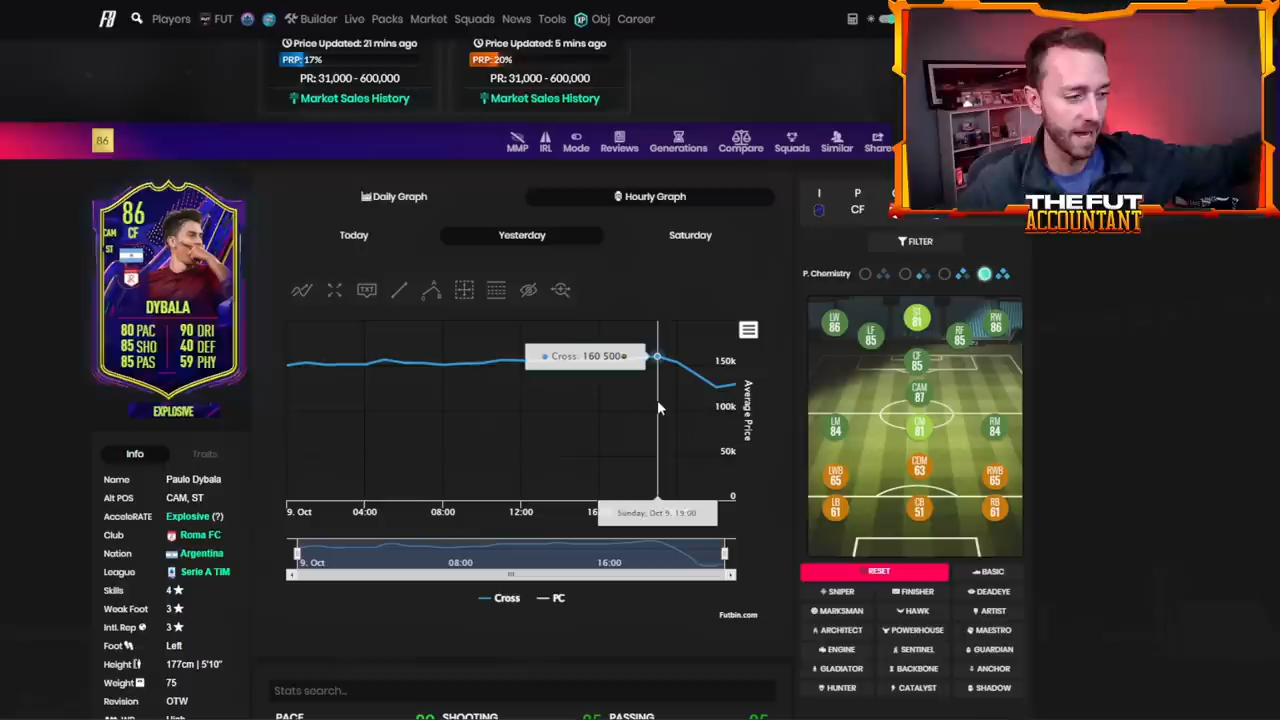 FB Players FUT Builder Live Packs Market Squads News Tools XP Obj Career
Price Updated: 21 mins ago
Price Updated: 5 mins ago
PRP: 17%
PRP: 20%
PR: 31,000 - 600,000
PR: 31,000 - 600,000
Market Sales History
Market Sales History
86
MMP IRL Mode Reviews Generations Compare Squads Similar Share
THE FUT
ACCOUNTANT
Daily Graph
Hourly Graph
Today
Yesterday
Saturday
I P
CF
FILTER
P. Chemistry
86
CAM
CF
ST
DYBALA
80 PAC 90 DRI
85 SHO 40 DEF
85 PAS 59 PHY
EXPLOSIVE
TXT
Cross: 160 500
150k
100k
50k
0
Average Price
9. Oct 04:00 08:00 12:00 16
Sunday, Oct 9, 19:00
9. Oct 08:00 16:00
Cross PC
Futbin.com
LW 86
LF 85
ST 81
RF 85
RW 86
CF 85
CAM 87
LM 84
CM 81
RM 84
LWB 65
CDM 63
RWB 65
LB 61
CB 51
RB 61
RESET BASIC
SNIPER FINISHER DEADEYE
MARKSMAN HAWK ARTIST
ARCHITECT POWERHOUSE MAESTRO
ENGINE SENTINEL GUARDIAN
GLADIATOR BACKBONE ANCHOR
HUNTER CATALYST SHADOW
Info Traits
Name Paulo Dybala
Alt POS CAM, ST
AcceleRATE Explosive (?)
Club Roma FC
Nation Argentina
League Serie A TIM
Skills 4
Weak Foot 3
Intl. Rep 3
Foot Left
Height 177cm | 5'10"
Weight 75
Revision OTW
Stats search...
PACE SHOOTING PASSING